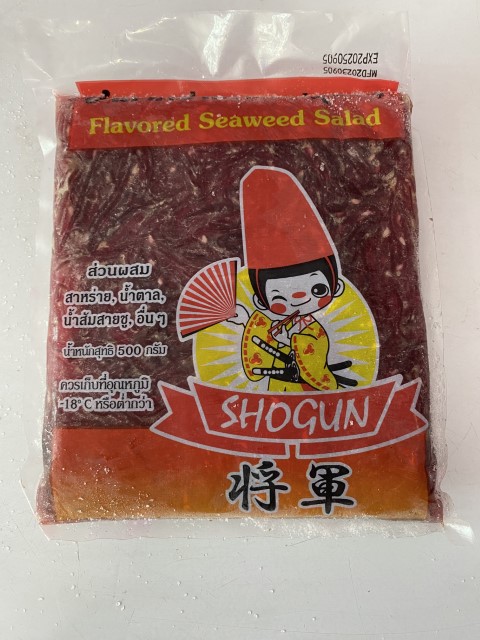 MFD20230905
EXP20250905
Flavored Seaweed Salad
ส่วนผสม
สาหร่าย, น้ำตาล,
น้ำส้มสายชู, อื่นๆ
น้ำหนักสุทธิ 500 กรัม
ควรเก็บที่อุณหภูมิ
-18° C หรือต่ำกว่า
SHOGUN
将軍